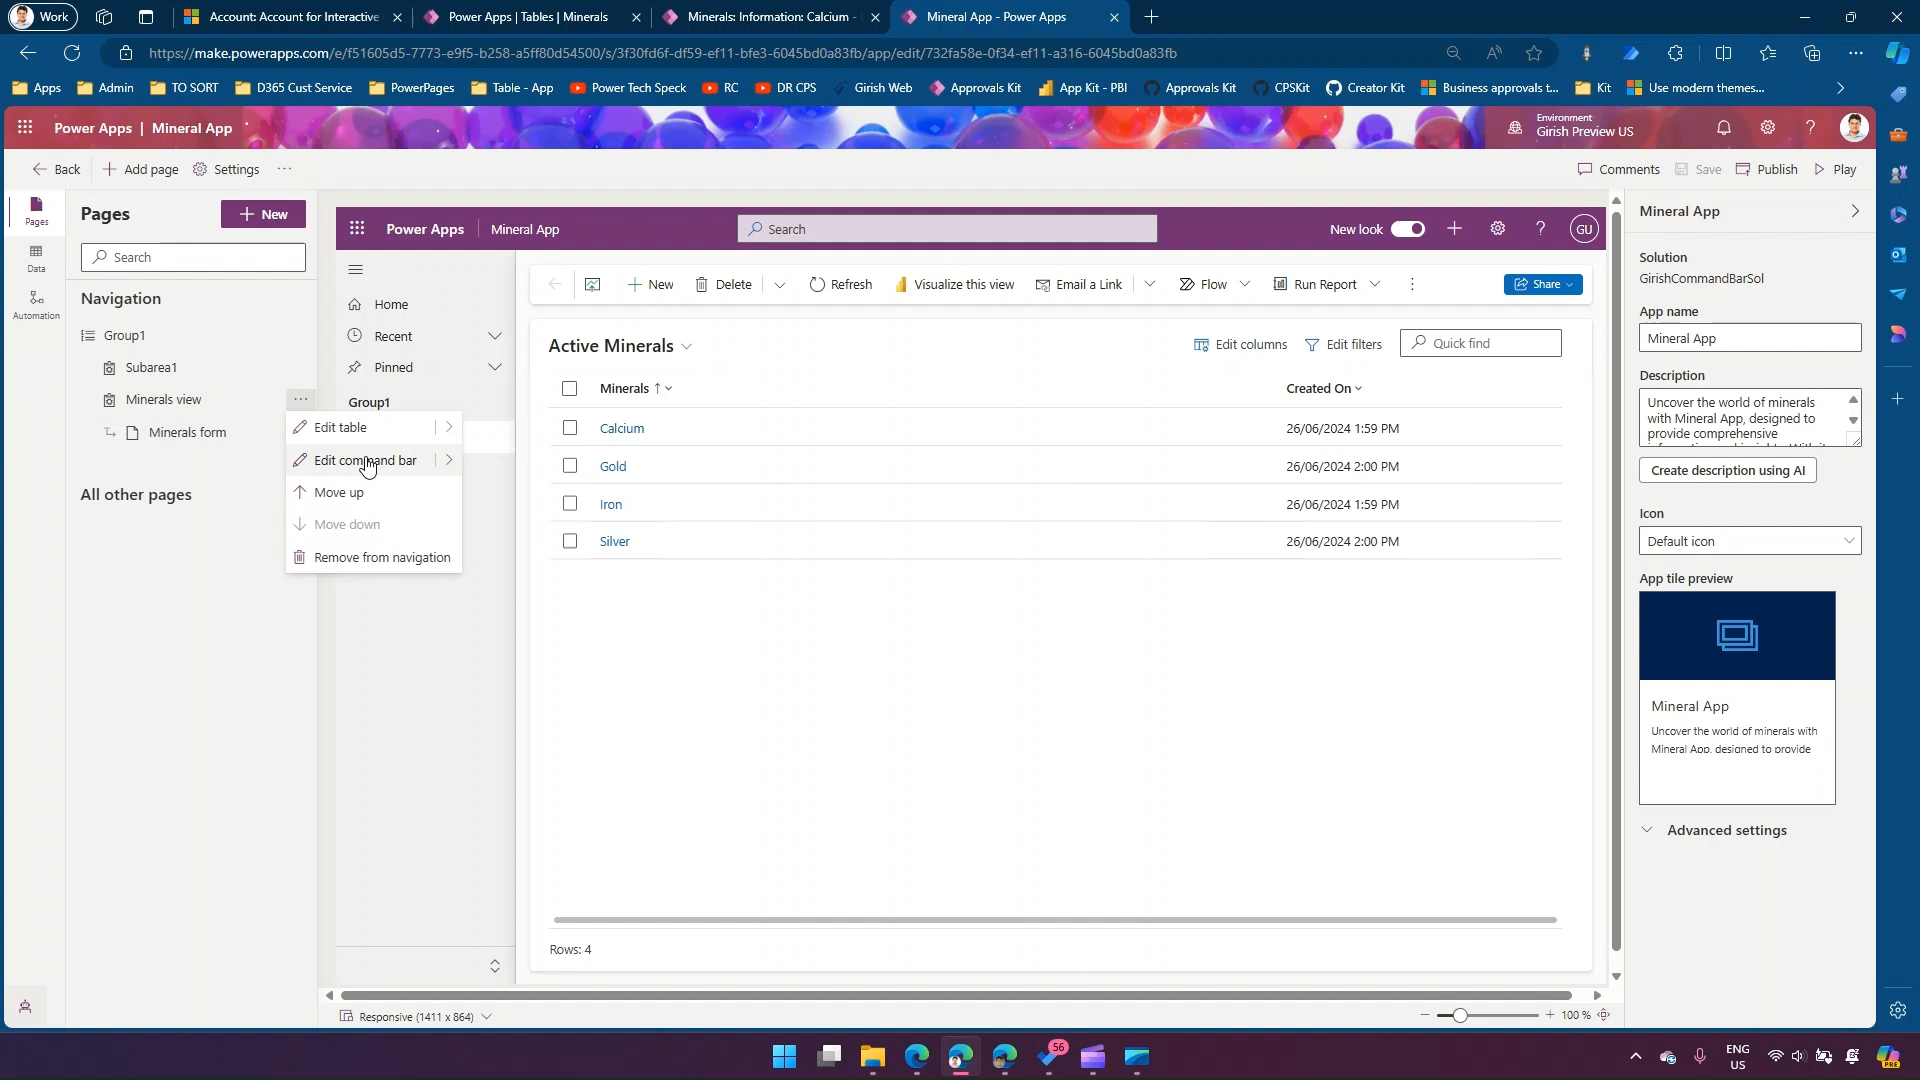 Work
Account: Account for Interactive
Power Apps | Tables | Minerals
Minerals: Information: Calcium -
Mineral App - Power Apps
https://make.powerapps.com/e/f51605d5-7773-e9f5-b258-a5ff80d54500/s/3f30fd6f-df59-ef11-bfe3-6045bd0a83fb/app/edit/732fa58e-0f34-ef11-a316-6045bd0a83fb
Apps Admin TO SORT D365 Cust Service PowerPages Table - App Power Tech Speck RC DR CPS Girish Web Approvals Kit App Kit - PBI Approvals Kit CPSKit Creator Kit Business approvals t... Kit Use modern themes...
Power Apps | Mineral App
Environment
Girish Preview US
Back Add page Settings ... Comments Save Publish Play
Pages
Data
Automation
Pages
New
Search
Navigation
Group1
Subarea1
Minerals view
Minerals form
All other pages
Edit table
Edit command bar
Move up
Move down
Remove from navigation
Power Apps Mineral App Search New look GU
Home
Recent
Pinned
Group1
New Delete Refresh Visualize this view Email a Link Flow Run Report Share
Active Minerals
Edit columns Edit filters Quick find
Minerals Created On
Calcium 26/06/2024 1:59 PM
Gold 26/06/2024 2:00 PM
Iron 26/06/2024 1:59 PM
Silver 26/06/2024 2:00 PM
Rows: 4
Responsive (1411 x 864)
100 %
Mineral App
Solution
GirishCommandBarSol
App name
Mineral App
Description
Uncover the world of minerals
with Mineral App, designed to
provide comprehensive
Create description using AI
Icon
Default icon
App tile preview
Mineral App
Uncover the world of minerals with
Mineral App, designed to provide
Advanced settings
56
ENG
US
PRE